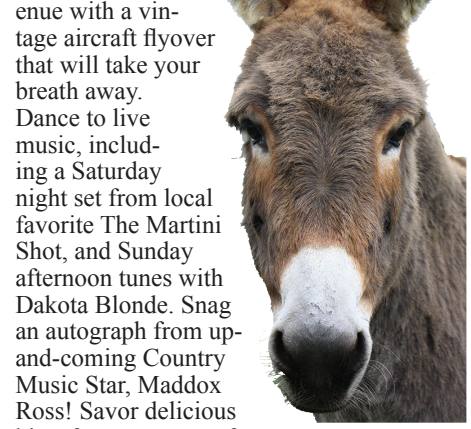 enue with a vin-
tage aircraft flyover
that will take your
breath away.
Dance to live
music, includ-
ing a Saturday
night set from local
favorite The Martini
Shot, and Sunday
afternoon tunes with
Dakota Blonde. Snag
an autograph from up-
and-coming Country
Music Star, Maddox
Ross! Savor delicious